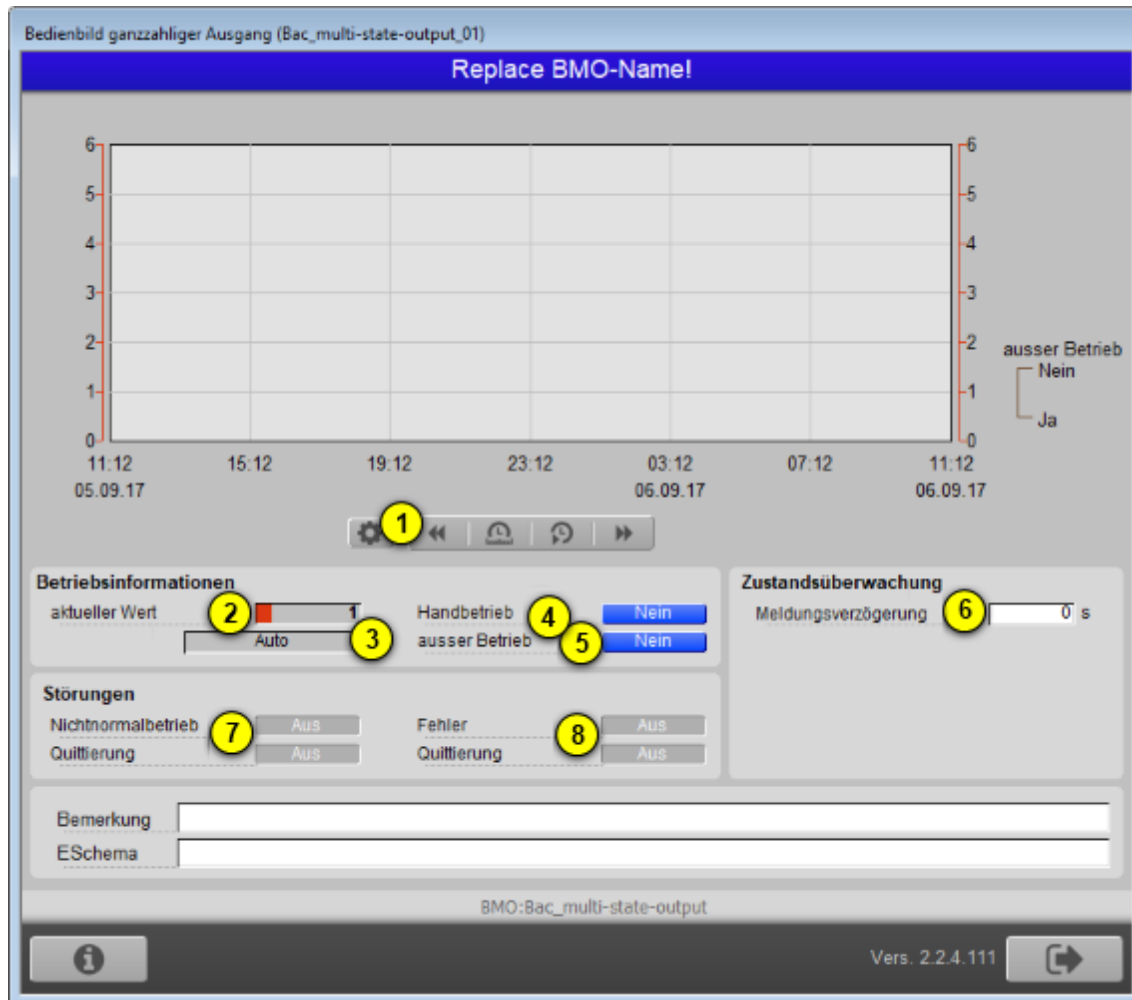 Bedienbild ganzzahliger Ausgang (Bac_multi-state-output_01)
Replace BMO-Name!
6 6
5 5
4 4
3 3
2 2
1 1
0 0
ausser Betrieb
Nein
Ja
11:12 15:12 19:12 23:12 03:12 07:12 11:12
05.09.17 06.09.17 06.09.17
1
Betriebsinformationen
aktueller Wert 2 1
Auto 3
Handbetrieb 4 Nein
ausser Betrieb 5 Nein
Zustandsüberwachung
Meldungsverzögerung 6 0 s
Störungen
Nichtnormalbetrieb 7 Aus
Quittierung Aus
Fehler 8 Aus
Quittierung Aus
Bemerkung
ESchema
BMO:Bac_multi-state-output
Vers. 2.2.4.111